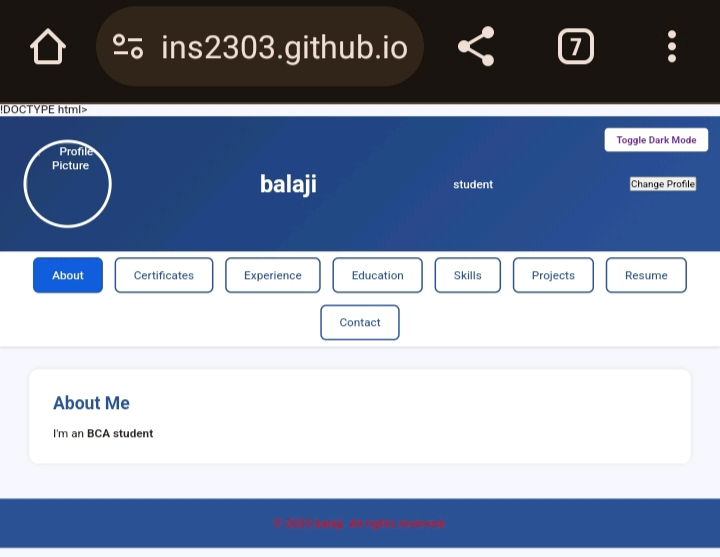 ins2303.github.io
7
!DOCTYPE html>
Toggle Dark Mode
Profile
Picture
balaji
student
Change Profile
About
Certificates
Experience
Education
Skills
Projects
Resume
Contact
About Me
I'm an BCA student
© 2025 balaji. All rights reserved.